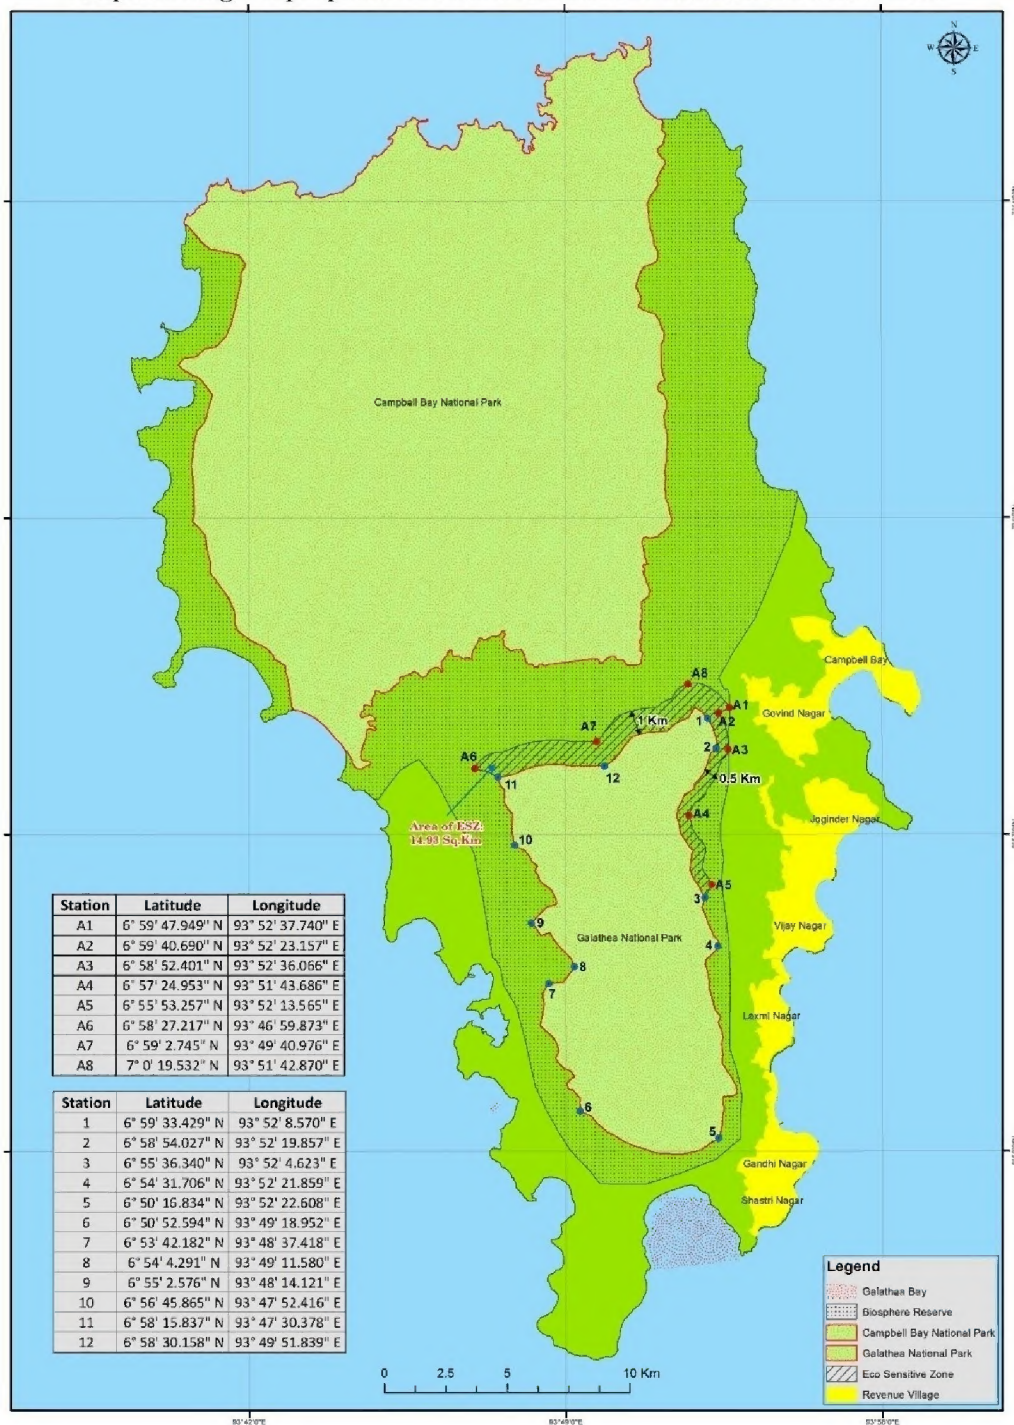 N
W E
S
Campbell Bay National Park
Campbell Bay
A8
A1
1 A2
Govind Nagar
A7
1 Km
2 A3
A6
12
11
0.5 Km
Area of ESZ:
14.93 Sq.Km
A4
Joginder Nagar
10
A5
3
9
Galathea National Park
4
Vijay Nagar
8
7
Laxmi Nagar
6
5
Gandhi Nagar
Shastri Nagar
Station Latitude Longitude
A1 6° 59' 47.949" N 93° 52' 37.740" E
A2 6° 59' 40.690" N 93° 52' 23.157" E
A3 6° 58' 52.401" N 93° 52' 36.066" E
A4 6° 57' 24.953" N 93° 51' 43.686" E
A5 6° 55' 53.257" N 93° 52' 13.565" E
A6 6° 58' 27.217" N 93° 46' 59.873" E
A7 6° 59' 2.745" N 93° 49' 40.976" E
A8 7° 0' 19.532" N 93° 51' 42.870" E
Station Latitude Longitude
1 6° 59' 33.429" N 93° 52' 8.570" E
2 6° 58' 54.027" N 93° 52' 19.857" E
3 6° 55' 36.340" N 93° 52' 4.623" E
4 6° 54' 31.706" N 93° 52' 21.859" E
5 6° 50' 16.834" N 93° 52' 22.608" E
6 6° 50' 52.594" N 93° 49' 18.952" E
7 6° 53' 42.182" N 93° 48' 37.418" E
8 6° 54' 4.291" N 93° 49' 11.580" E
9 6° 55' 2.576" N 93° 48' 14.121" E
10 6° 56' 45.865" N 93° 47' 52.416" E
11 6° 58' 15.837" N 93° 47' 30.378" E
12 6° 58' 30.158" N 93° 49' 51.839" E
Legend
Galathea Bay
Biosphere Reserve
Campbell Bay National Park
Galathea National Park
Eco Sensitive Zone
Revenue Village
0 2.5 5 10 Km